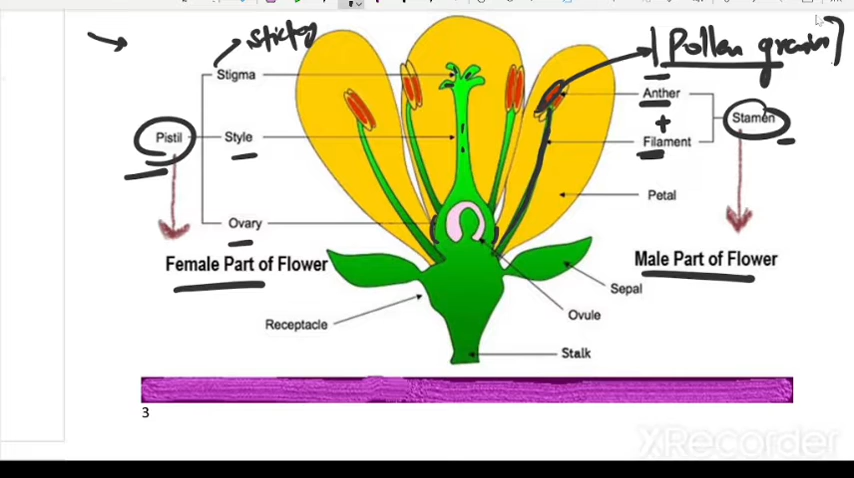 sticky
[Pollen grain]
Stigma
Anther
+
Stamen
Pistil
Style
Filament
Petal
Ovary
Female Part of Flower
Male Part of Flower
Sepal
Receptacle
Ovule
Stalk
3
XRecorder